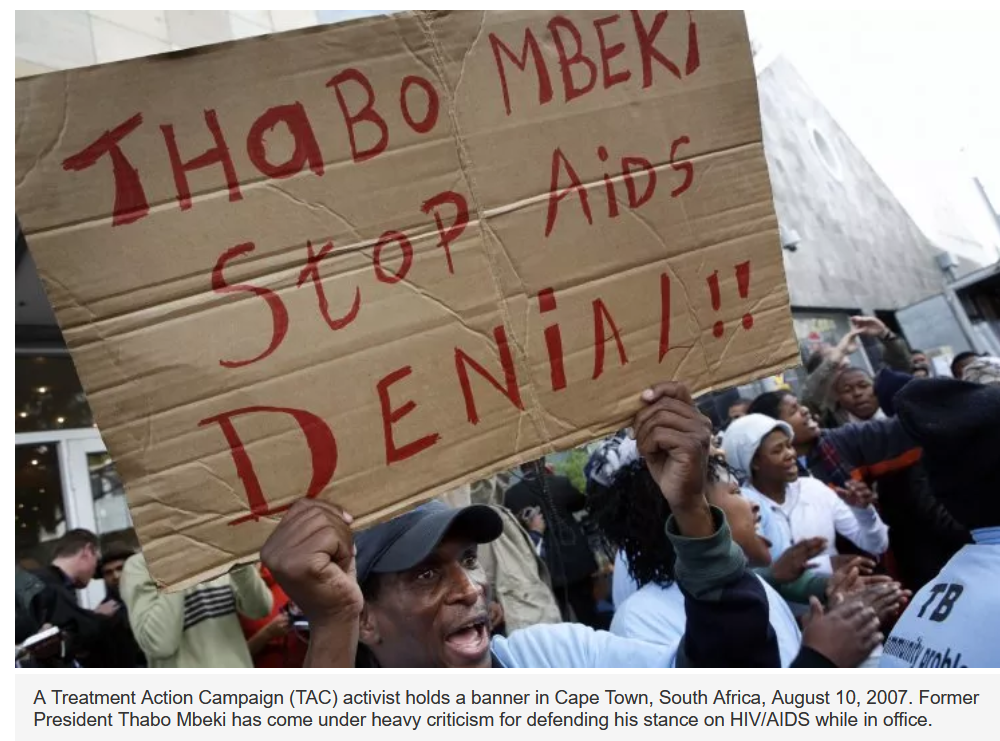 THaBO MBEKi
StOP AiDS
DENiAL!!
TB
A Treatment Action Campaign (TAC) activist holds a banner in Cape Town, South Africa, August 10, 2007. Former
President Thabo Mbeki has come under heavy criticism for defending his stance on HIV/AIDS while in office.